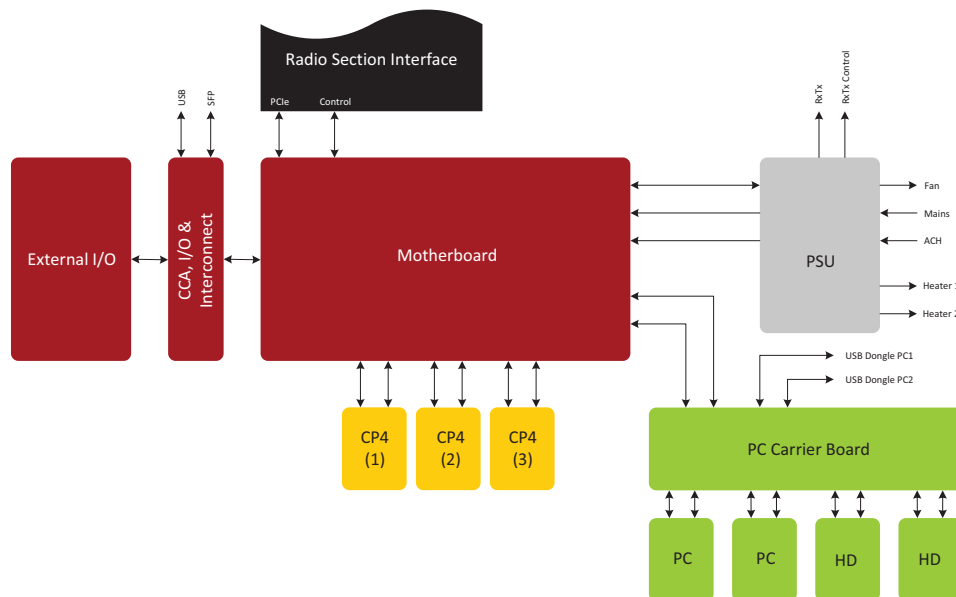 Radio Section Interface
PCIe
Control
USB
SFP
RxTx
RxTx Control
External I/O
CCA, I/O &
Interconnect
Motherboard
PSU
Fan
Mains
ACH
Heater 1
Heater 2
USB Dongle PC1
USB Dongle PC2
CP4
(1)
CP4
(2)
CP4
(3)
PC Carrier Board
PC
PC
HD
HD